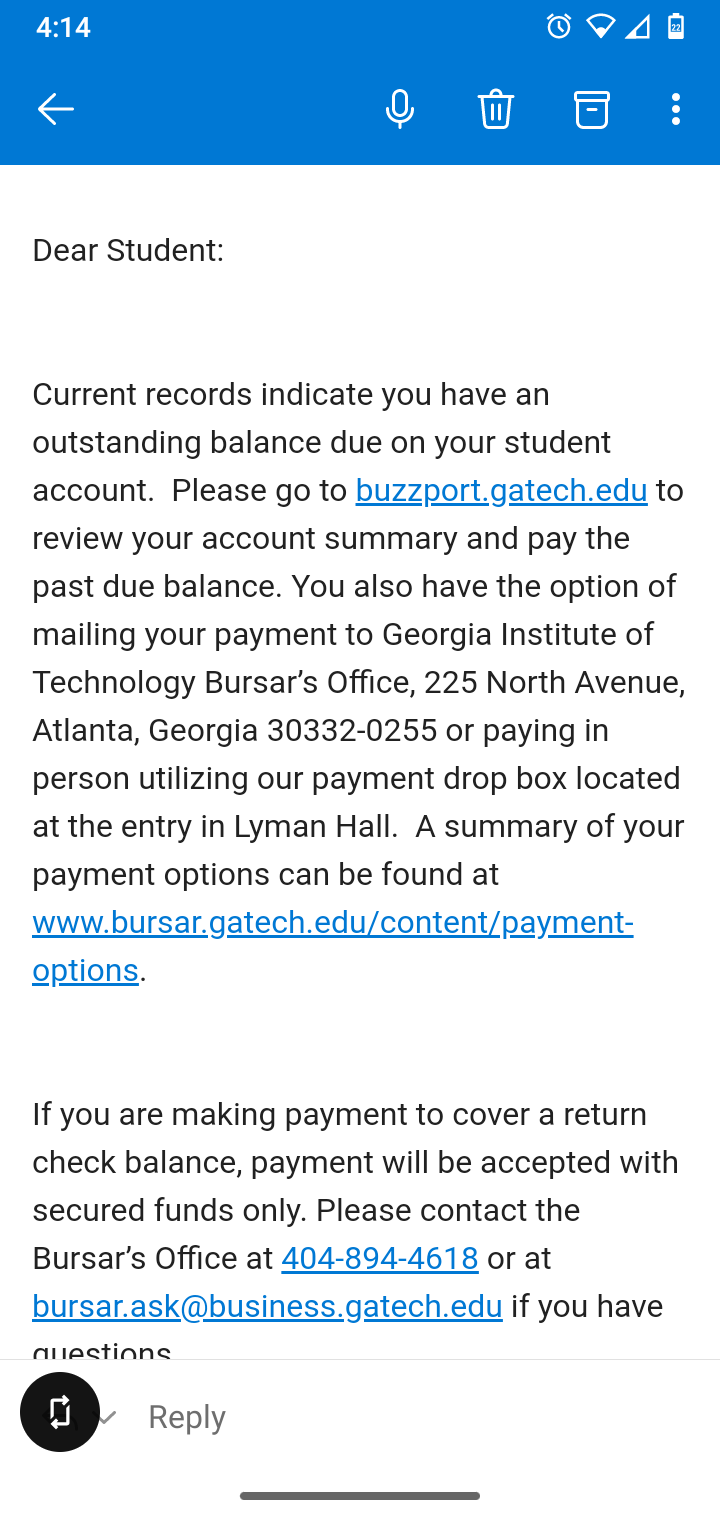 4:14
22
Dear Student:
Current records indicate you have an
outstanding balance due on your student
account.  Please go to buzzport.gatech.edu to
review your account summary and pay the
past due balance. You also have the option of
mailing your payment to Georgia Institute of
Technology Bursar’s Office, 225 North Avenue,
Atlanta, Georgia 30332-0255 or paying in
person utilizing our payment drop box located
at the entry in Lyman Hall.  A summary of your
payment options can be found at
www.bursar.gatech.edu/content/payment-
options.
If you are making payment to cover a return
check balance, payment will be accepted with
secured funds only. Please contact the
Bursar’s Office at 404-894-4618 or at
bursar.ask@business.gatech.edu if you have
questions
Reply